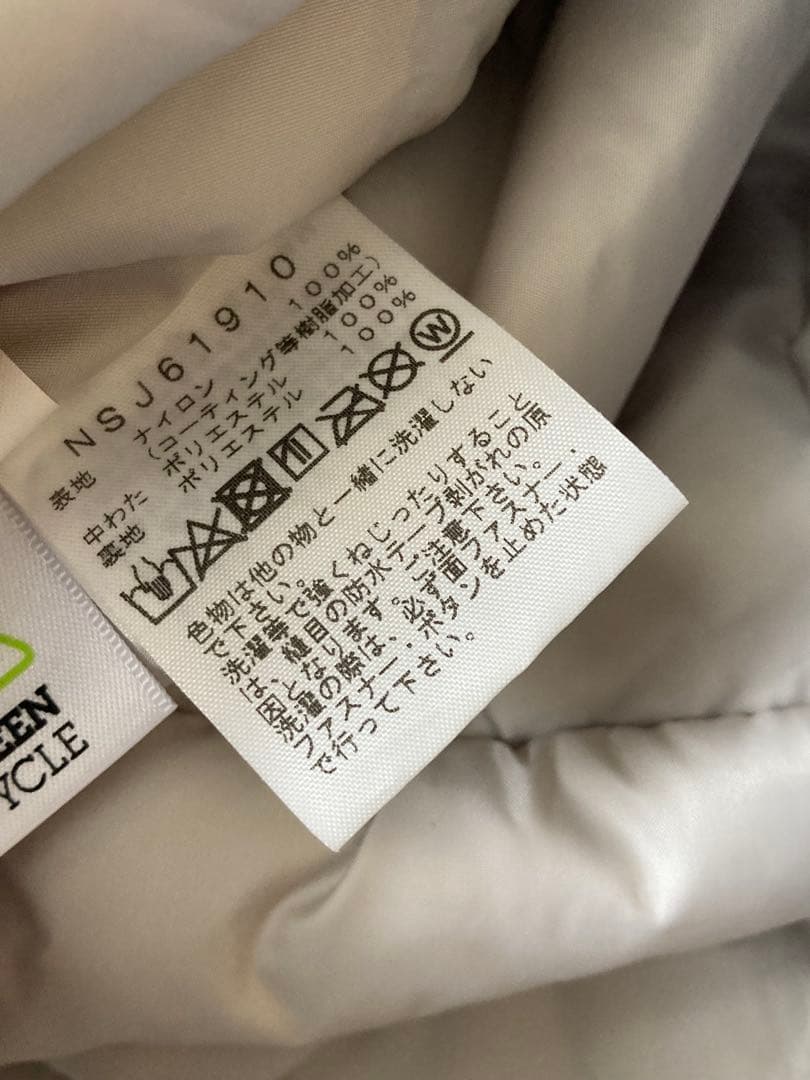 NSJ61910
表地 ナイロン 100%
(コーティング等樹脂加工)
中わた ポリエステル 100%
裏地 ポリエステル 100%
W
色物は他の物と一緒に洗濯しない
で下さい。
洗濯等で強くねじったりすること
は、縫目の防水テープ剥がれの原
因となります。ご注意下さい。
洗濯の際は、必ず面ファスナー・
ファスナー・ボタンを止めた状態
で行って下さい。
EEN
YCLE